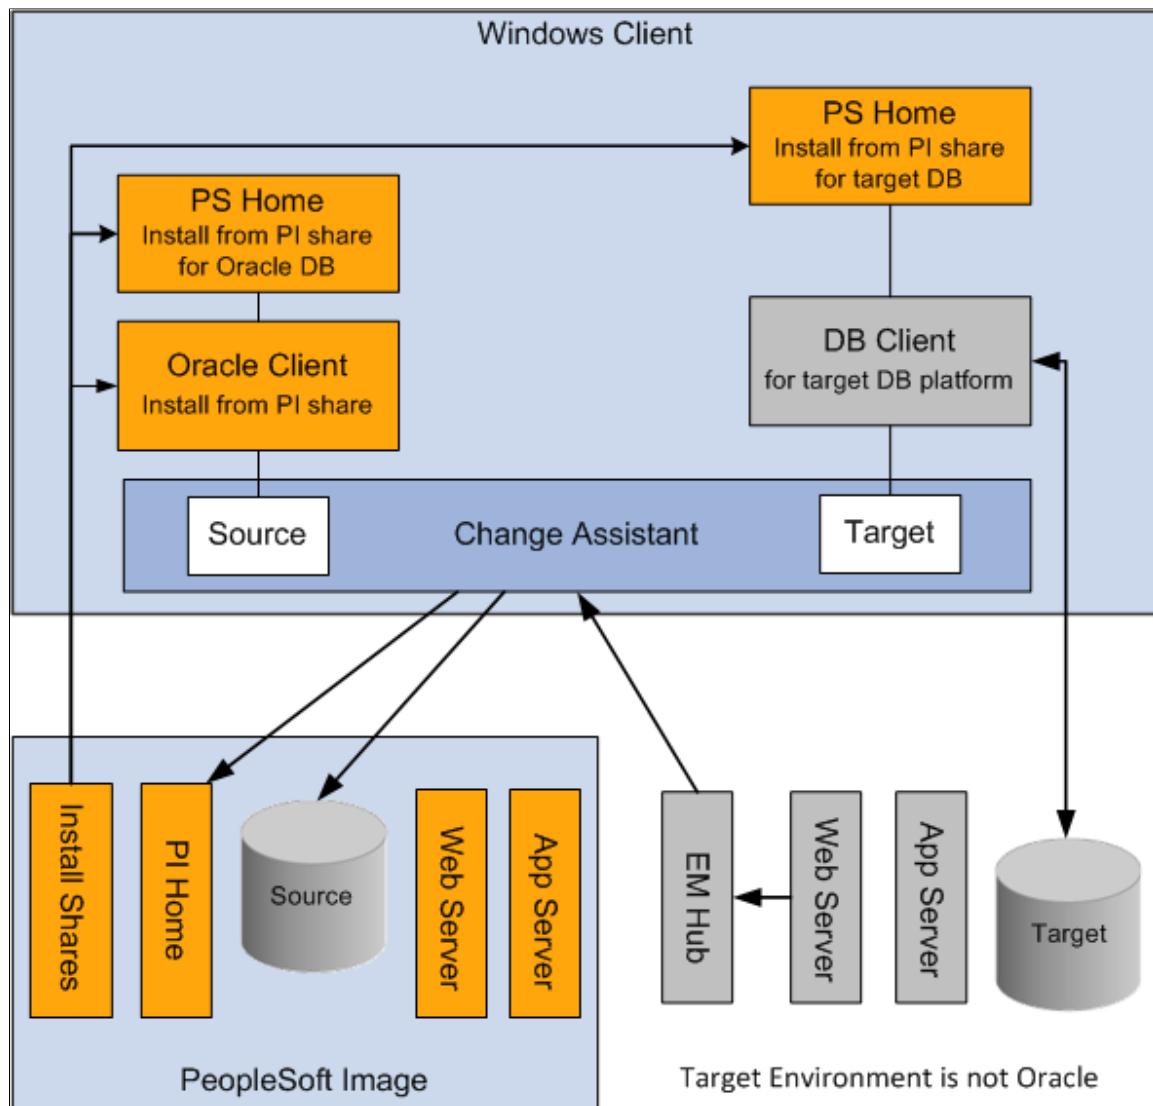 Windows Client
PS Home
Install from PI share
for target DB
PS Home
Install from PI share
for Oracle DB
Oracle Client
Install from PI share
DB Client
for target DB platform
Source
Change Assistant
Target
Install Shares
PI Home
Source
Web Server
App Server
EM Hub
Web Server
App Server
Target
PeopleSoft Image
Target Environment is not Oracle